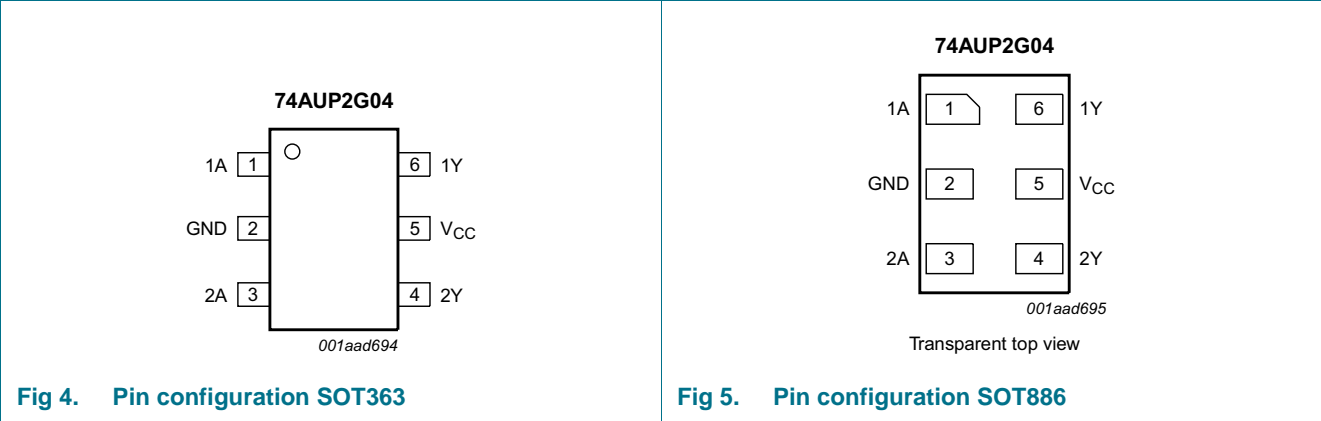 74AUP2G04
1A 1 6 1Y
GND 2 5 VCC
2A 3 4 2Y
001aad694
Fig 4. Pin configuration SOT363
74AUP2G04
1A 1 6 1Y
GND 2 5 VCC
2A 3 4 2Y
001aad695
Transparent top view
Fig 5. Pin configuration SOT886